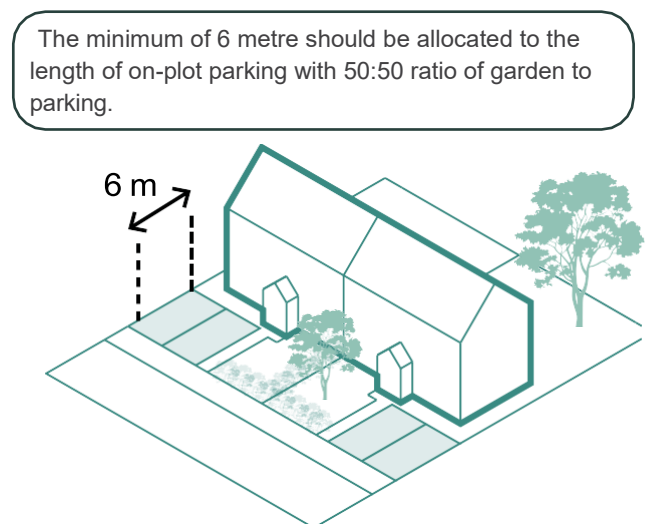 The minimum of 6 metre should be allocated to the
length of on-plot parking with 50:50 ratio of garden to
parking.
6 m